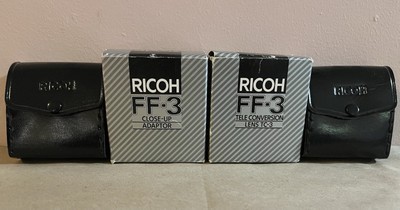 RICOH
RICOH
FF-3
CLOSE-UP
ADAPTOR
RICOH
FF-3
TELE CONVERSION
LENS TC-3
RICOH